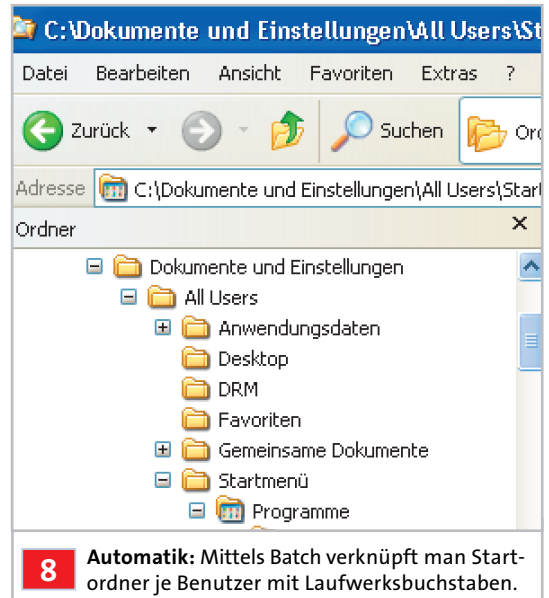 C:\Dokumente und Einstellungen\All Users\St
Datei Bearbeiten Ansicht Favoriten Extras ?
Zurück Suchen Ord
Adresse C:\Dokumente und Einstellungen\All Users\Start
Ordner
Dokumente und Einstellungen
All Users
Anwendungsdaten
Desktop
DRM
Favoriten
Gemeinsame Dokumente
Startmenü
Programme
8 Automatik: Mittels Batch verknüpft man Start-
ordner je Benutzer mit Laufwerksbuchstaben.